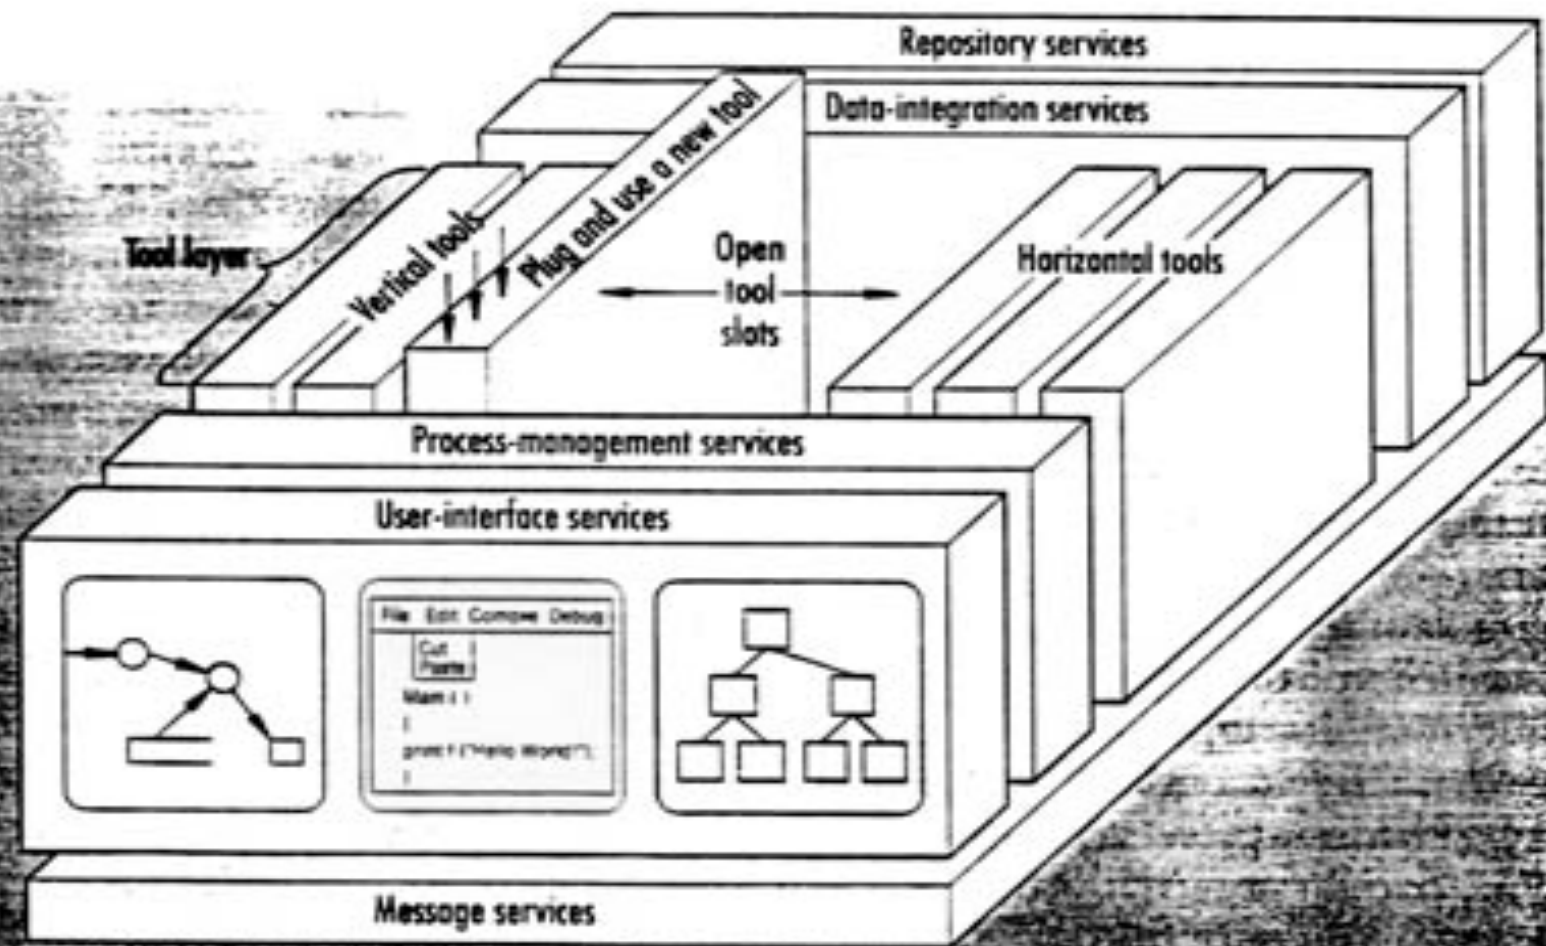 Repository services
Data-integration services
Plug and use a new tool
Tool layer
Vertical tools
Open
tool
slots
Horizontal tools
Process-management services
User-interface services
File Edit Debug
Cut
Paste
Main ( )
printf ("Hello World!");
Message services